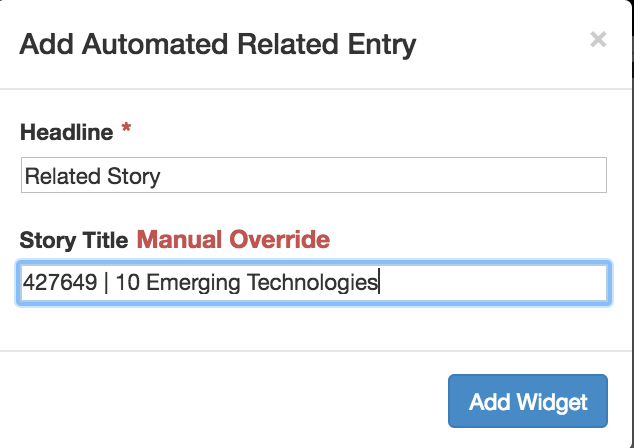 Add Automated Related Entry ×
Headline *
Related Story
Story Title Manual Override
427649 | 10 Emerging Technologies
Add Widget